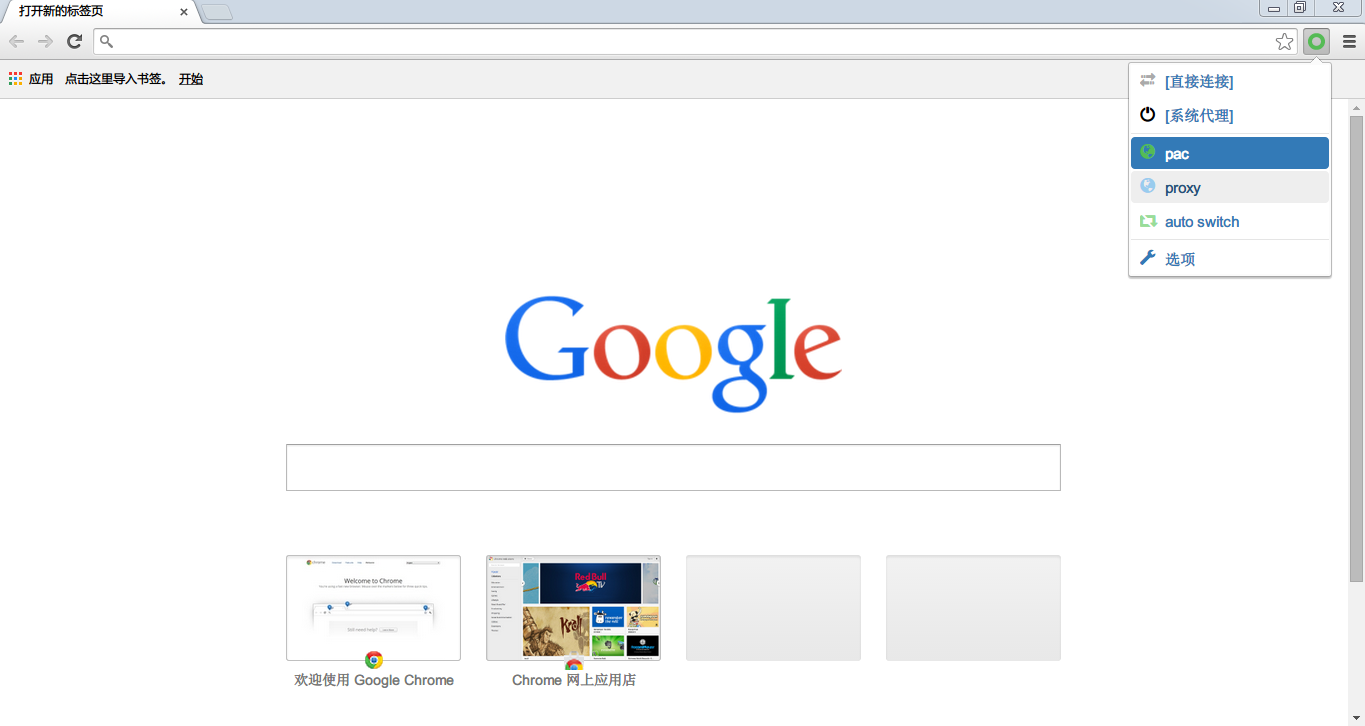 打开新的标签页
应用 点击这里导入书签。 开始
[直接连接]
[系统代理]
pac
proxy
auto switch
选项
Google
Welcome to Chrome
Red Bull
TV
Krall
欢迎使用 Google Chrome
Chrome 网上应用店